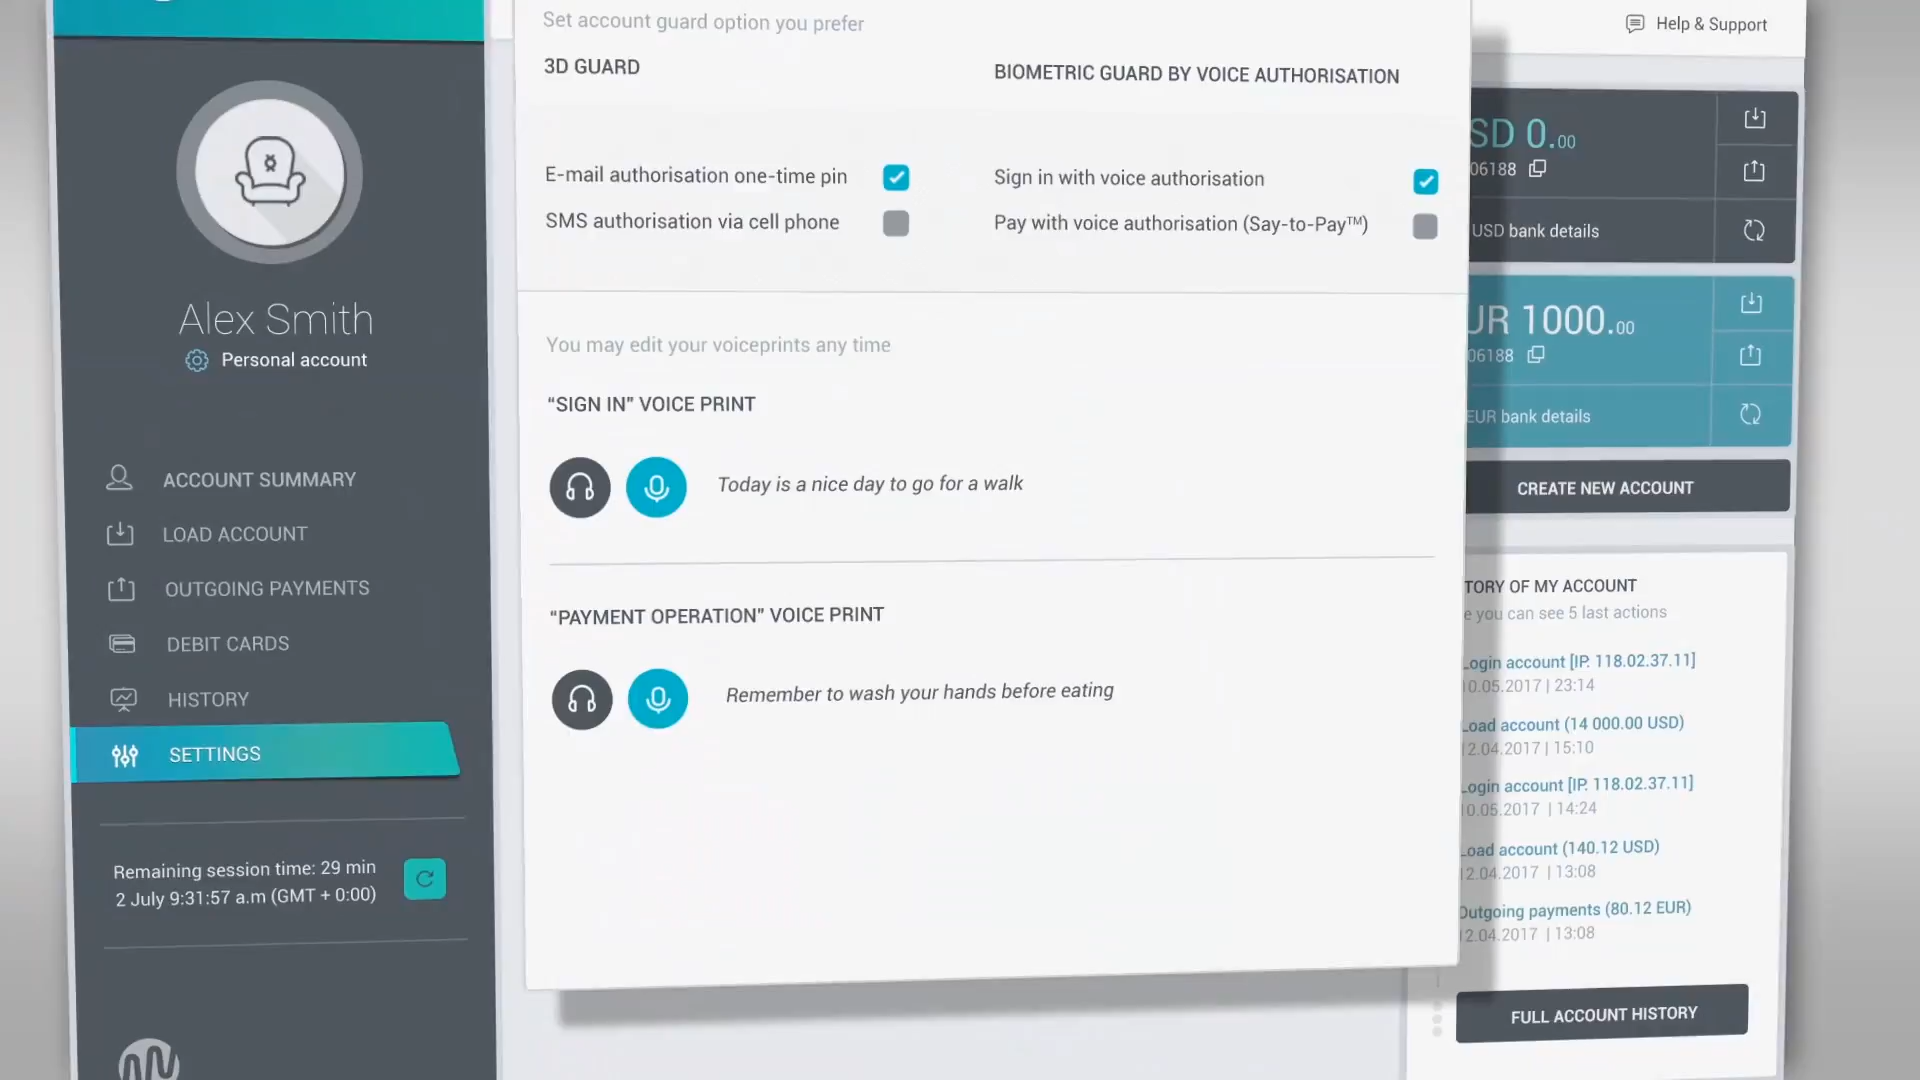 Alex Smith
Personal account
ACCOUNT SUMMARY
LOAD ACCOUNT
OUTGOING PAYMENTS
DEBIT CARDS
HISTORY
SETTINGS
Remaining session time: 29 min
2 July 9:31:57 a.m (GMT + 0:00)
Set account guard option you prefer
3D GUARD
BIOMETRIC GUARD BY VOICE AUTHORISATION
E-mail authorisation one-time pin
Sign in with voice authorisation
SMS authorisation via cell phone
Pay with voice authorisation (Say-to-Pay™)
You may edit your voiceprints any time
“SIGN IN” VOICE PRINT
Today is a nice day to go for a walk
“PAYMENT OPERATION” VOICE PRINT
Remember to wash your hands before eating
Help & Support
SD 0.00
06188
USD bank details
UR 1000.00
06188
EUR bank details
CREATE NEW ACCOUNT
TORY OF MY ACCOUNT
e you can see 5 last actions
Login account [IP. 118.02.37.11]
10.05.2017 | 23:14
Load account (14 000.00 USD)
12.04.2017 | 15:10
Login account [IP. 118.02.37.11]
10.05.2017 | 14:24
Load account (140.12 USD)
12.04.2017 | 13:08
Outgoing payments (80.12 EUR)
12.04.2017 | 13:08
FULL ACCOUNT HISTORY